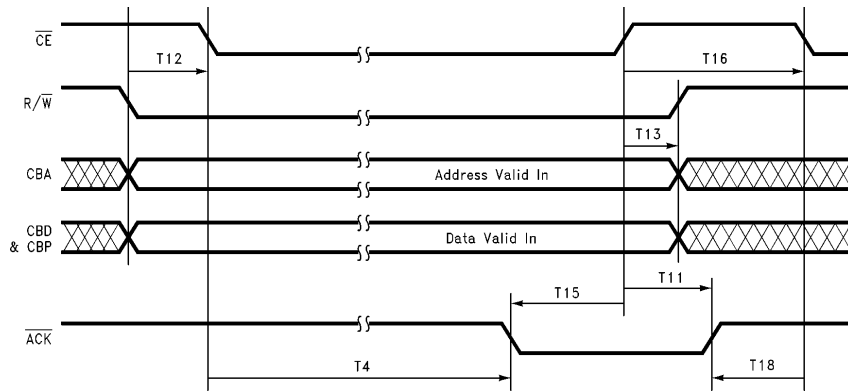 CE
T12
T16
R/W
T13
CBA
Address Valid In
CBD
& CBP
Data Valid In
T11
T15
ACK
T4
T18